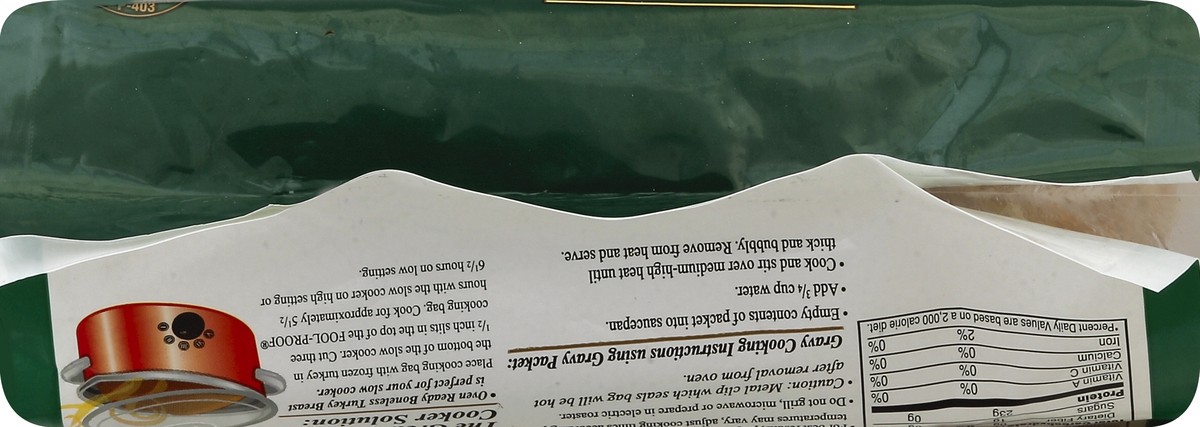 P-403
Cooker Solution:
• Oven Ready Boneless Turkey Breast
is perfect for your slow cooker.
Place cooking bag with frozen turkey in
the bottom of the slow cooker. Cut three
1/2 inch slits in the top of the FOOL-PROOF®
cooking bag. Cook for approximately 5 1/2
hours with the slow cooker on high setting or
6 1/2 hours on low setting.
temperatures may vary, adjust cooking times
• Do not grill, microwave or prepare in electric roaster.
• Caution: Metal clip which seals bag will be hot
after removal from oven.
Gravy Cooking Instructions using Gravy Packet:
• Empty contents of packet into saucepan.
• Add 3/4 cup water.
• Cook and stir over medium-high heat until
thick and bubbly. Remove from heat and serve.
Dietary
Sugars 0g
Protein 23g
Vitamin A 0% 0%
Vitamin C 0% 0%
Calcium 0% 0%
Iron 2% 0%
*Percent Daily Values are based on a 2,000 calorie diet.